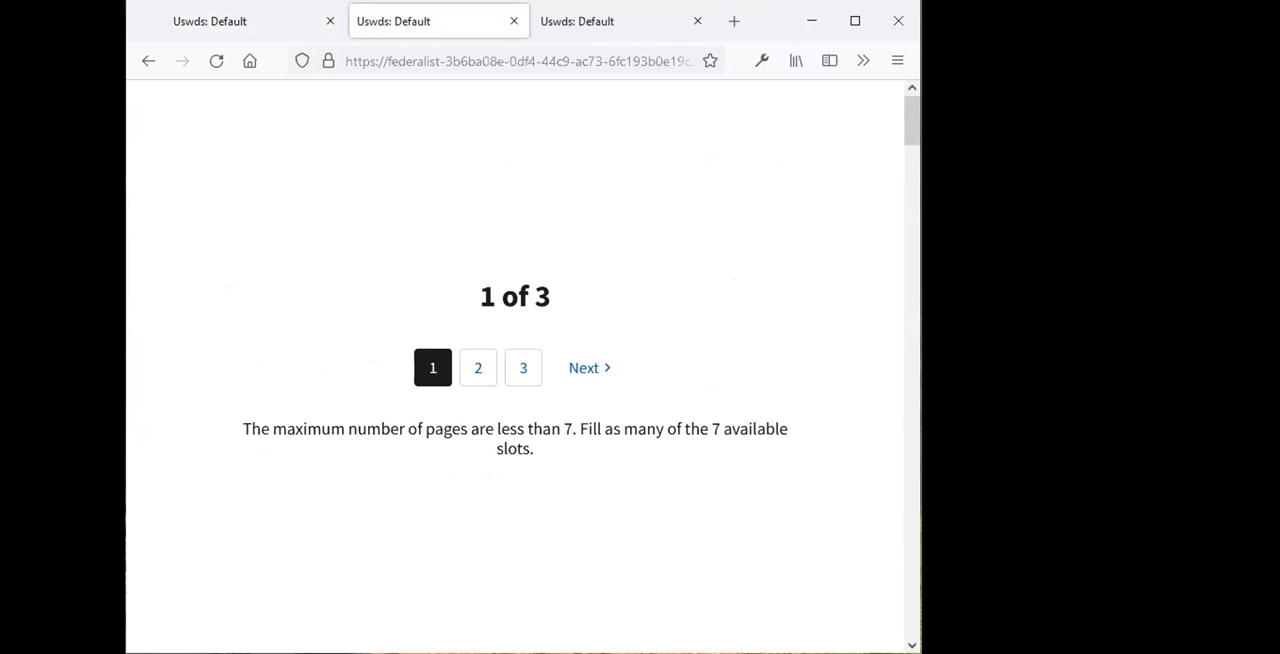 Uswds: Default
Uswds: Default
Uswds: Default
https://federalist-3b6ba08e-0df4-44c9-ac73-6fc193b0e19c.
1 of 3
1 2 3 Next
The maximum number of pages are less than 7. Fill as many of the 7 available
slots.